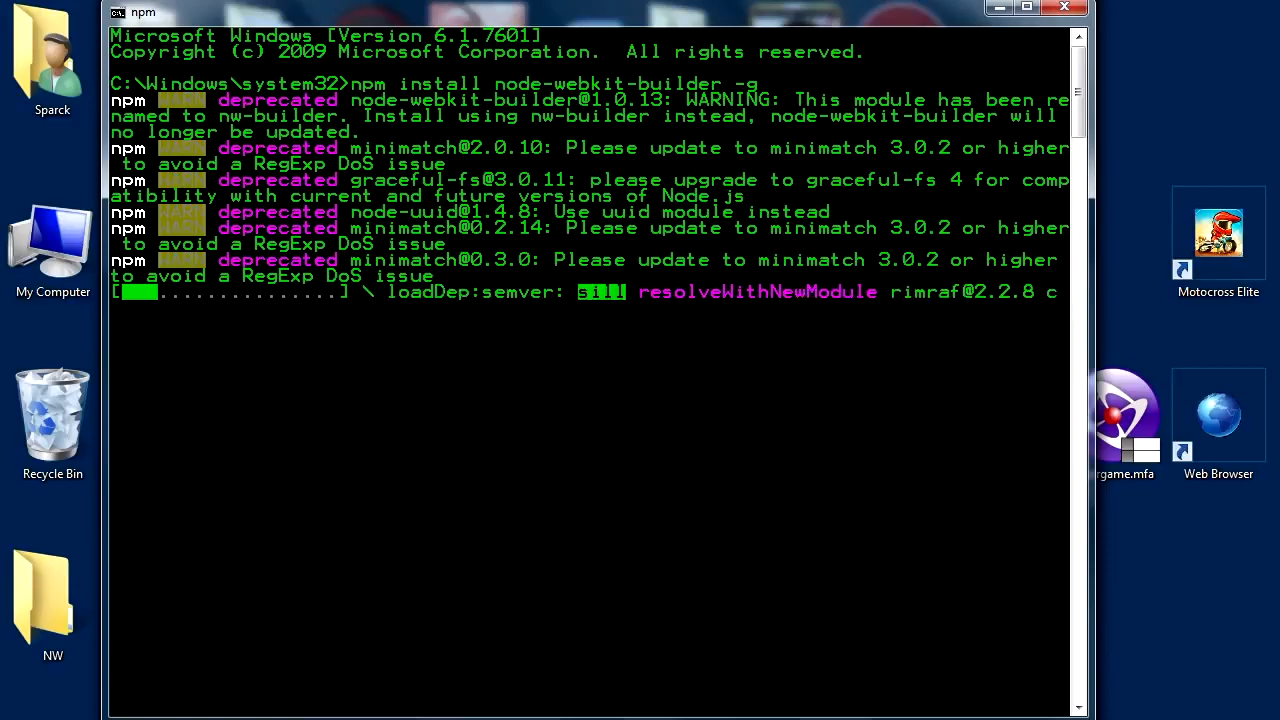 npm
Microsoft Windows [Version 6.1.7601]
Copyright (c) 2009 Microsoft Corporation.  All rights reserved.
C:\Windows\system32>npm install node-webkit-builder -g
npm WARN deprecated node-webkit-builder@1.0.13: WARNING: This module has been re
named to nw-builder. Install using nw-builder instead, node-webkit-builder will
no longer be updated.
npm WARN deprecated minimatch@2.0.10: Please update to minimatch 3.0.2 or higher
to avoid a RegExp DoS issue
npm WARN deprecated graceful-fs@3.0.11: please upgrade to graceful-fs 4 for comp
atibility with current and future versions of Node.js
npm WARN deprecated node-uuid@1.4.8: Use uuid module instead
npm WARN deprecated minimatch@0.2.14: Please update to minimatch 3.0.2 or higher
to avoid a RegExp DoS issue
npm WARN deprecated minimatch@0.3.0: Please update to minimatch 3.0.2 or higher
to avoid a RegExp DoS issue
[...............] \ loadDep:semver: sill resolveWithNewModule rimraf@2.2.8 c
Sparck
My Computer
Recycle Bin
NW
Motocross Elite
rgame.mfa
Web Browser